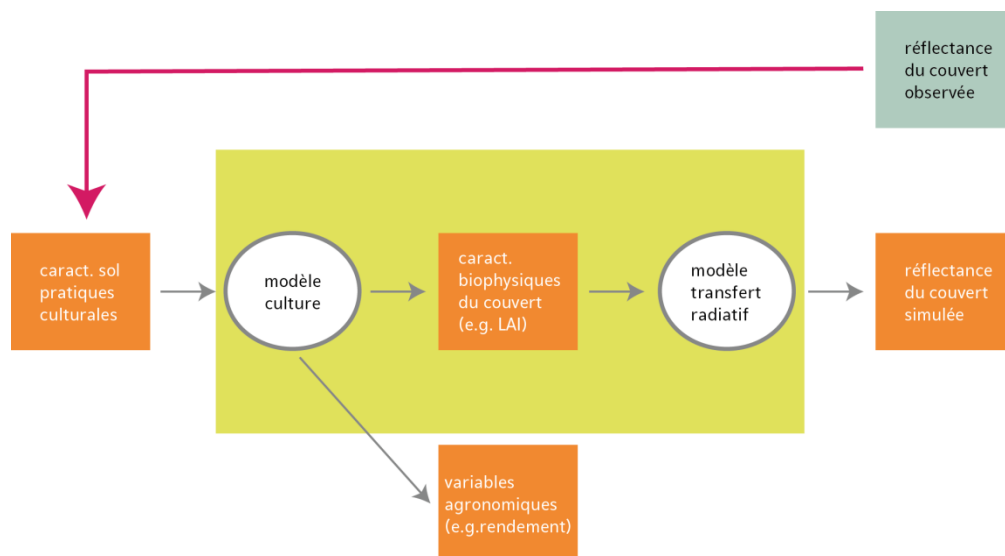 réflectance
du couvert
observée
caract. sol
pratiques
culturales
modèle
culture
caract.
biophysiques
du couvert
(e.g. LAI)
modèle
transfert
radiatif
réflectance
du couvert
simulée
variables
agronomiques
(e.g.rendement)